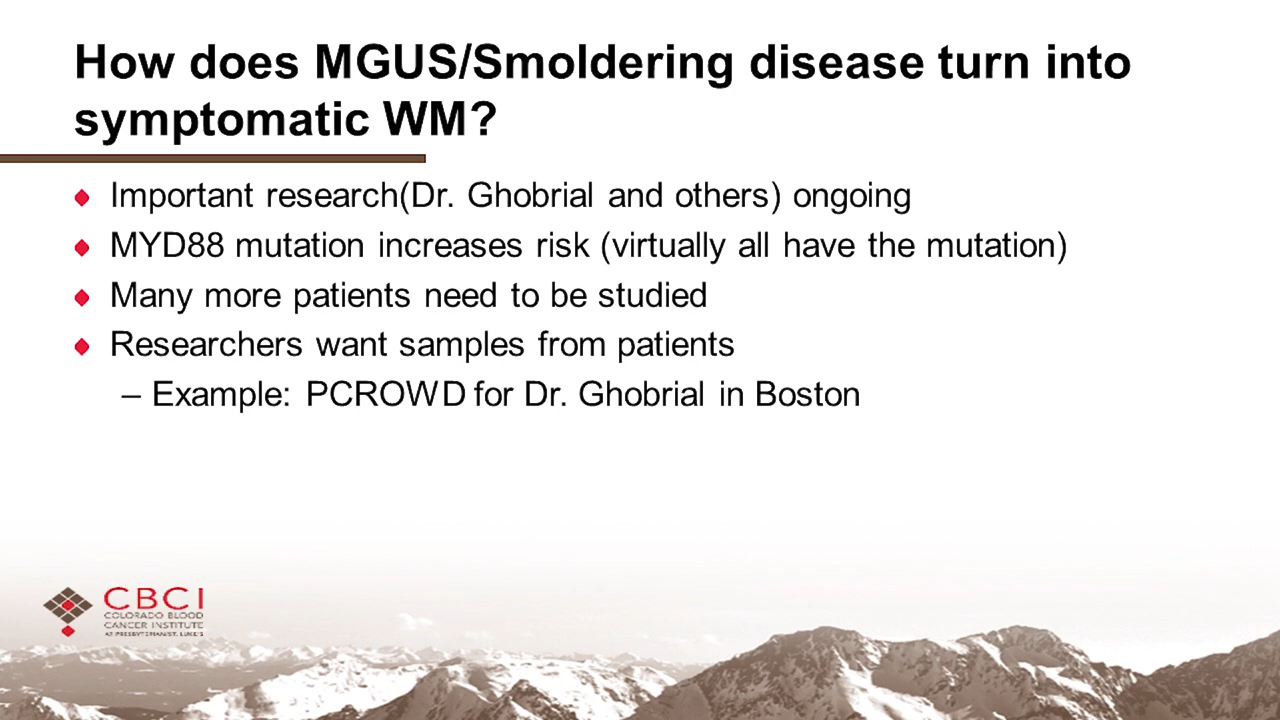 How does MGUS/Smoldering disease turn into
symptomatic WM?
Important research(Dr. Ghobrial and others) ongoing
MYD88 mutation increases risk (virtually all have the mutation)
Many more patients need to be studied
Researchers want samples from patients
– Example: PCROWD for Dr. Ghobrial in Boston
CBCI
COLORADO BLOOD
CANCER INSTITUTE
AT PRESBYTERIAN/ST. LUKE'S